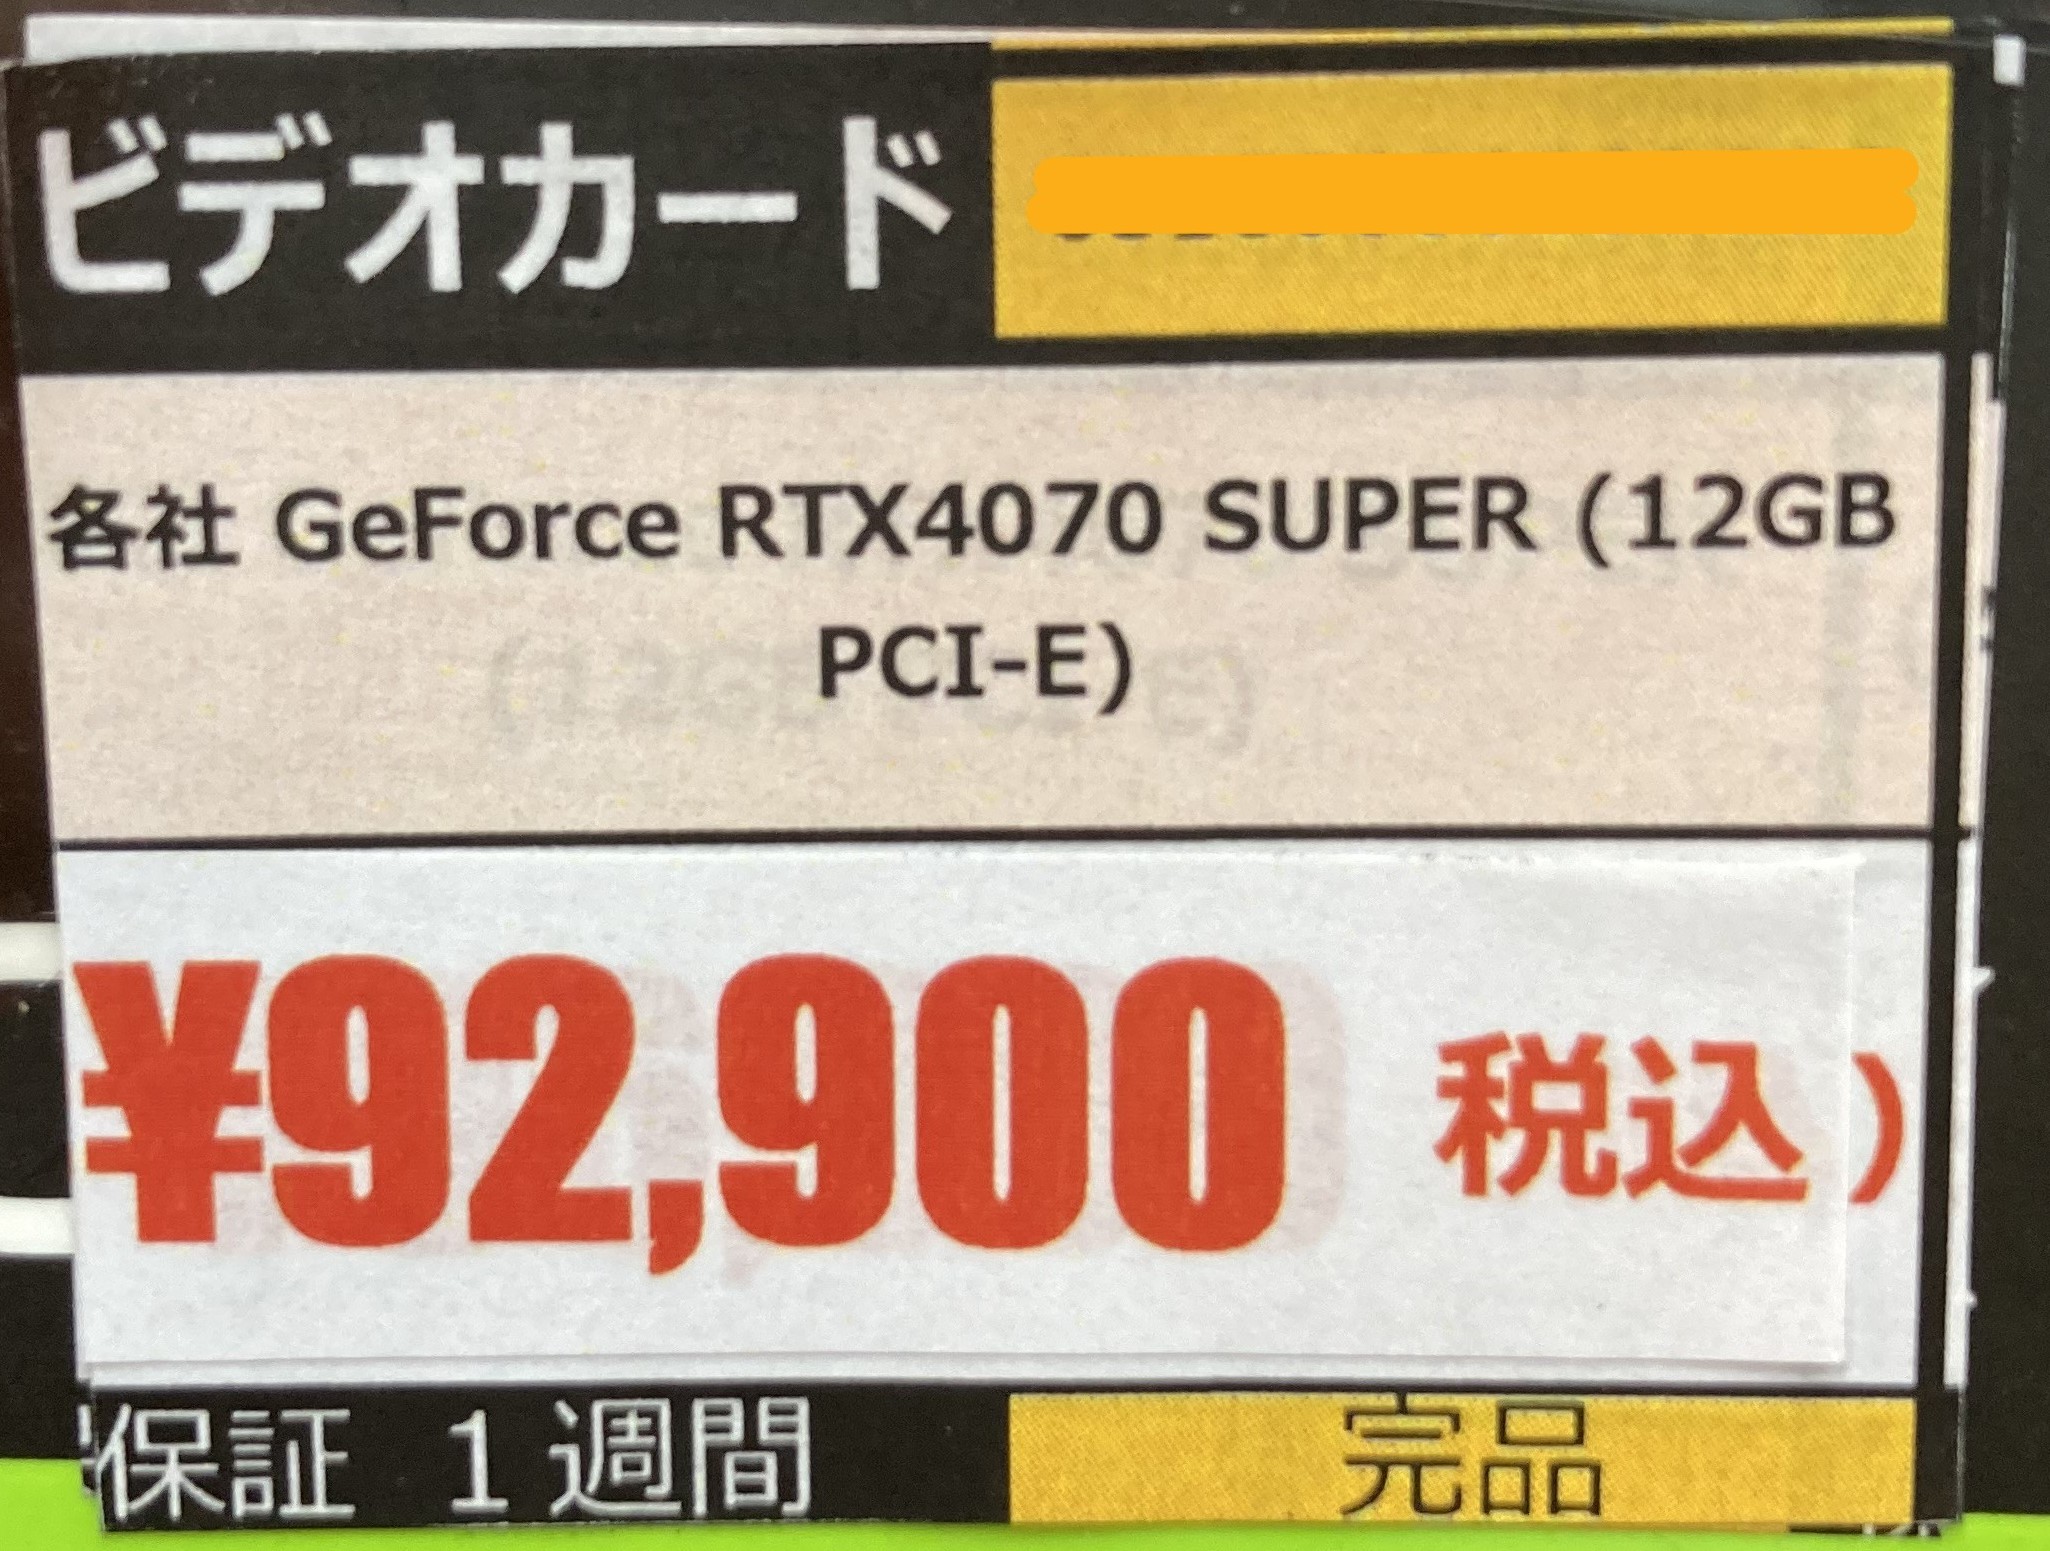 ビデオカード
各社 GeForce RTX4070 SUPER (12GB
PCI-E)
¥92,900 税込)
保証 1週間
完品